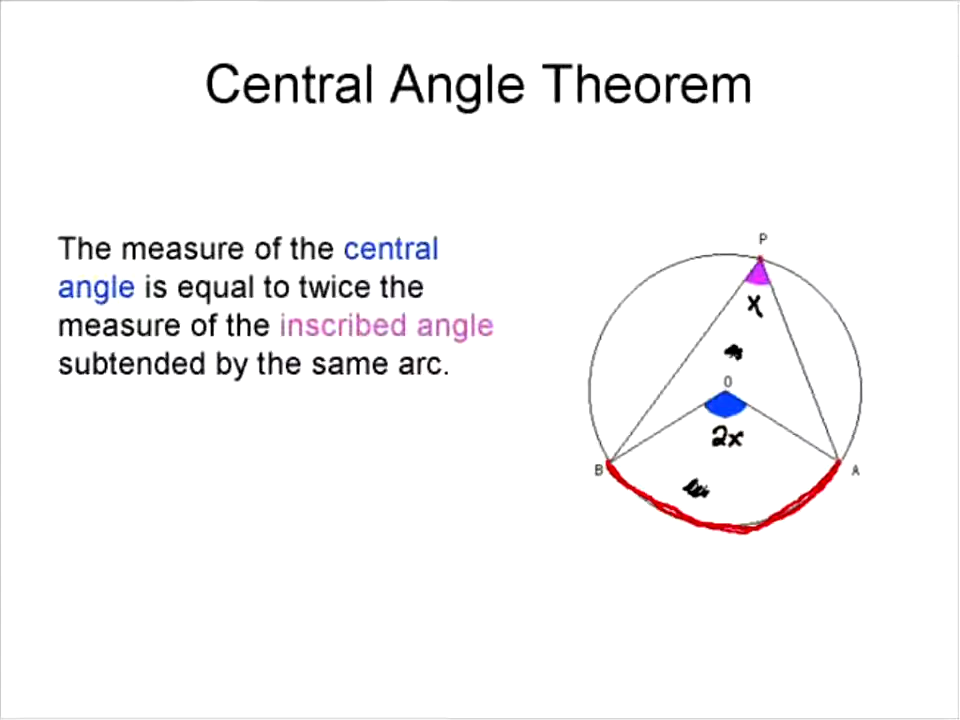 Central Angle Theorem
The measure of the central
angle is equal to twice the
measure of the inscribed angle
subtended by the same arc.
P
x
O
2x
B
A